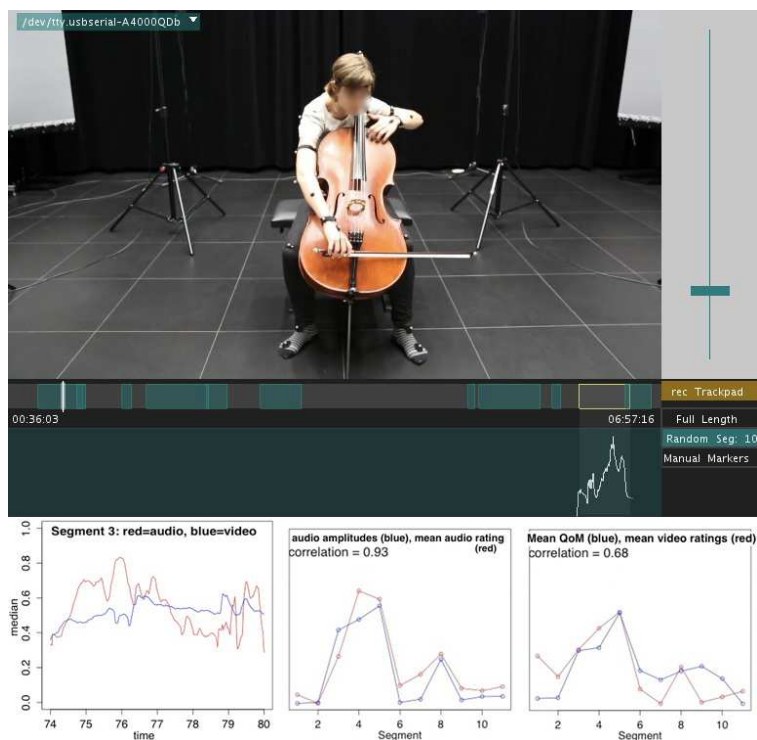 /dev/tty.usbserial-A4000QDb
rec Trackpad
00:36:03
06:57:16
Full Length
Random Seg: 10
Manual Markers
Segment 3: red=audio, blue=video
median
0.0 0.2 0.4 0.6 0.8 1.0
74 75 76 77 78 79 80
time
audio amplitudes (blue), mean audio rating
(red)
correlation = 0.93
2 4 6 8 10
Segment
Mean QoM (blue), mean video ratings (red)
correlation = 0.68
2 4 6 8 10
Segment